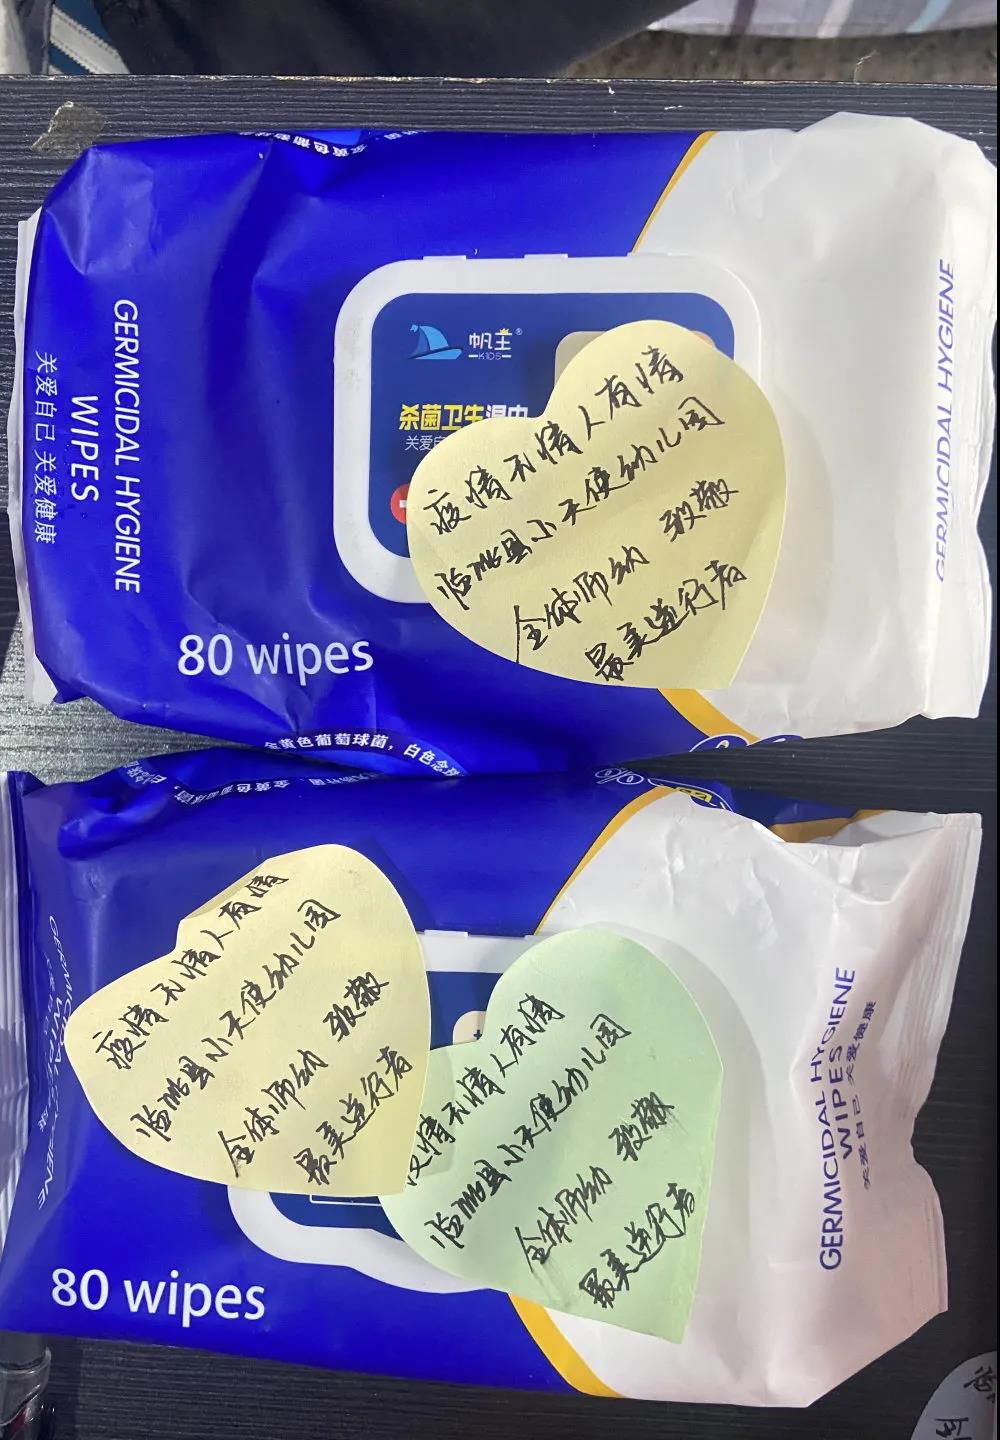 GERMICIDAL HYGIENE
WIPES
关爱自己 关爱健康
帆主®
KIDS
杀菌卫生湿巾
80 wipes
GERMICIDAL HYGIENE
疫情无情人有情
临洮县小天使幼儿园
全体师幼 致敬
最美逆行者
金黄色葡萄球菌，白色念珠
疫情无情人有情
临洮县小天使幼儿园
全体师幼 致敬
最美逆行者
疫情无情人有情
临洮县小天使幼儿园
全体师幼 致敬
最美逆行者
80 wipes
GERMICIDAL HYGIENE
WIPES
关爱自己 关爱健康